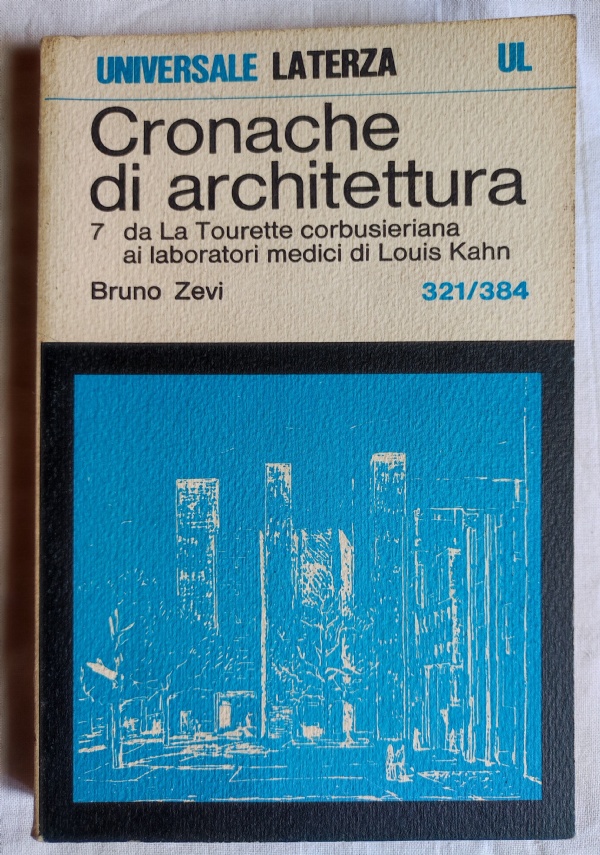 UNIVERSALE LATERZA UL
Cronache
di architettura
7 da La Tourette corbusieriana
ai laboratori medici di Louis Kahn
Bruno Zevi 321/384